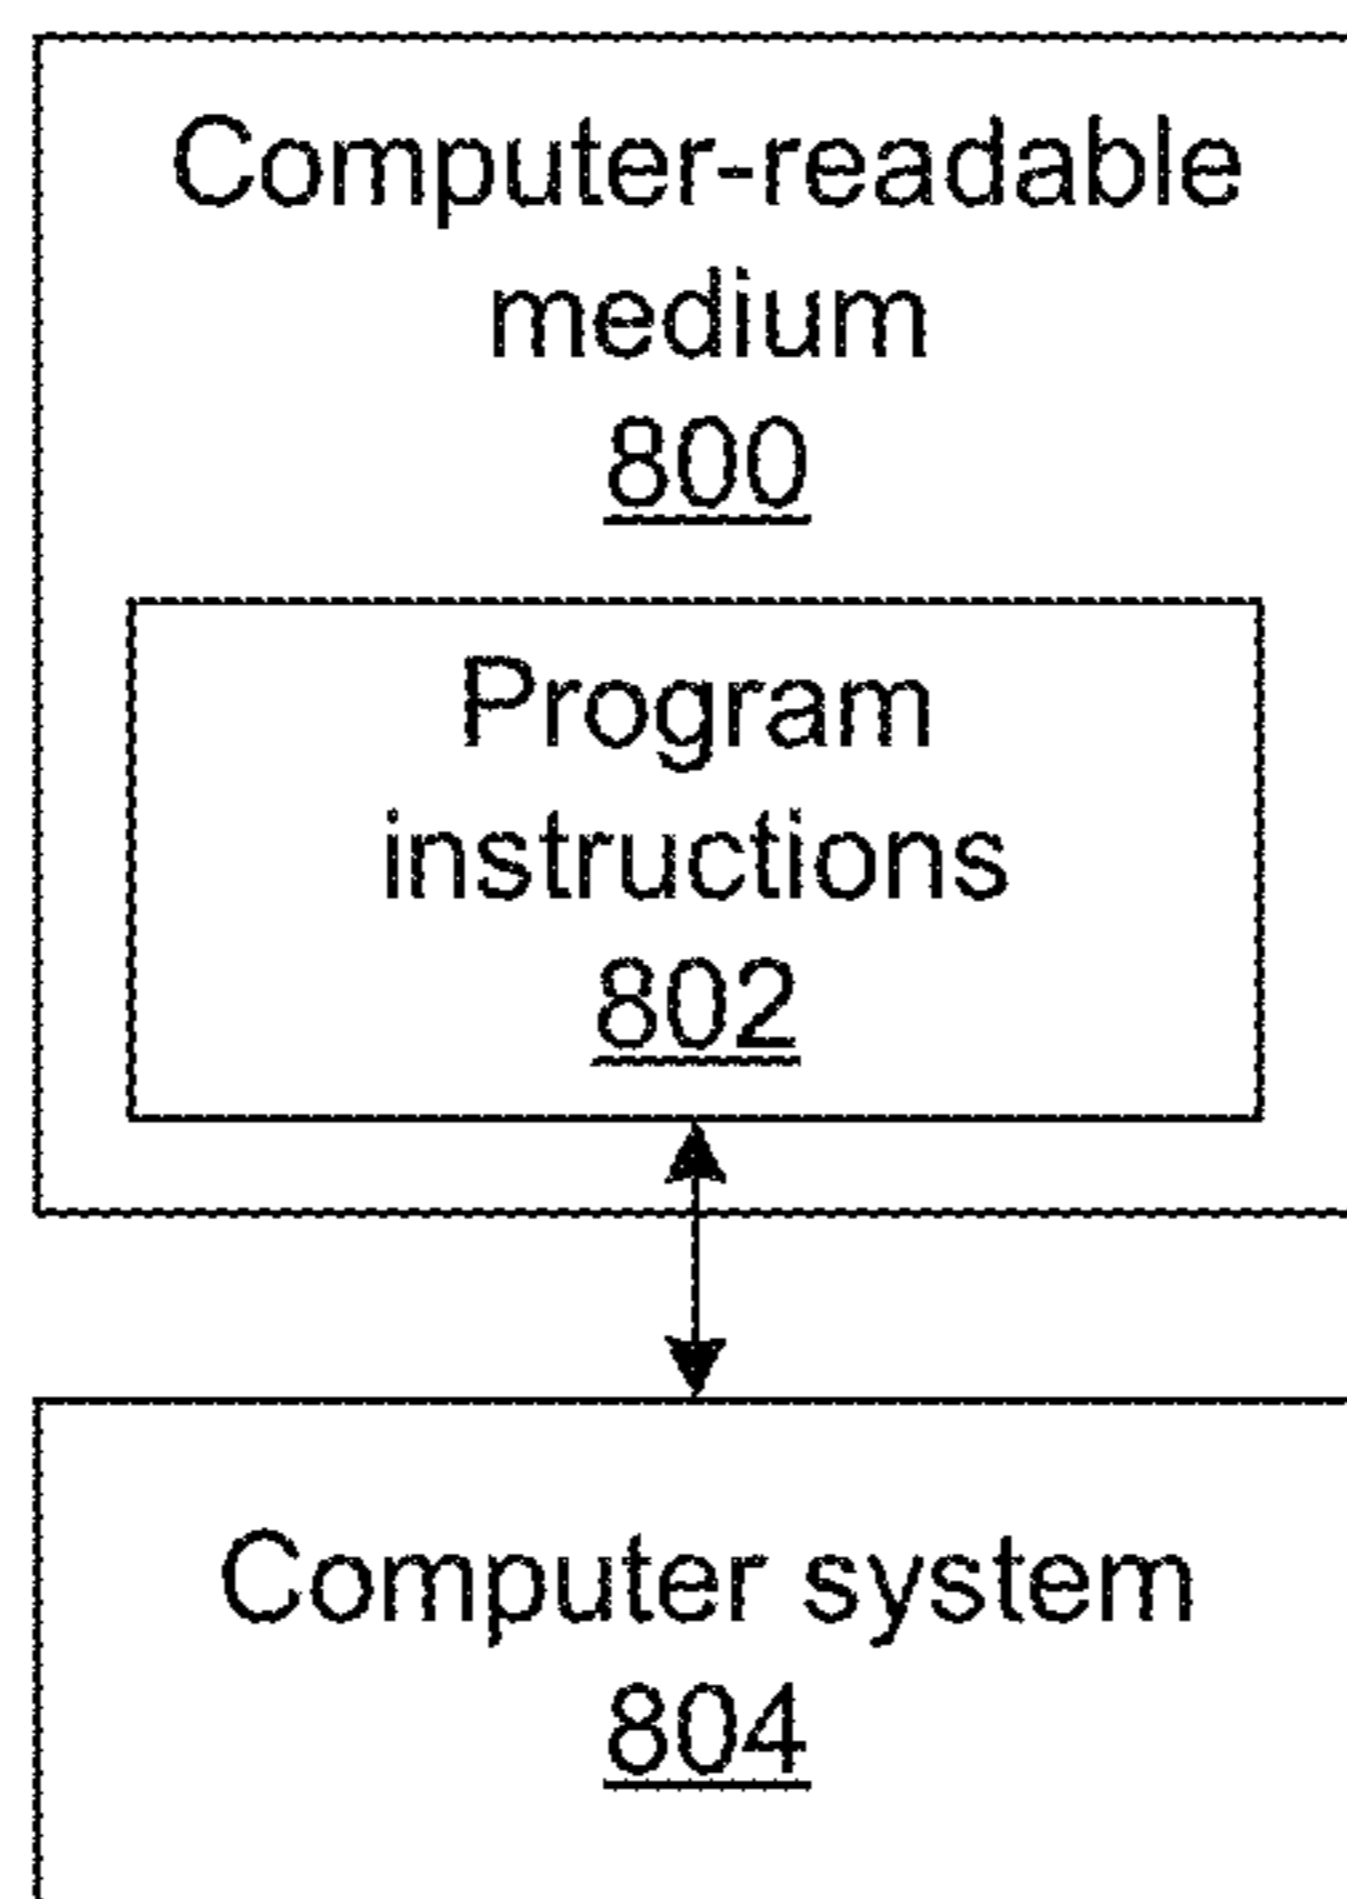 Computer-readable
medium
800
Program
instructions
802
Computer system
804